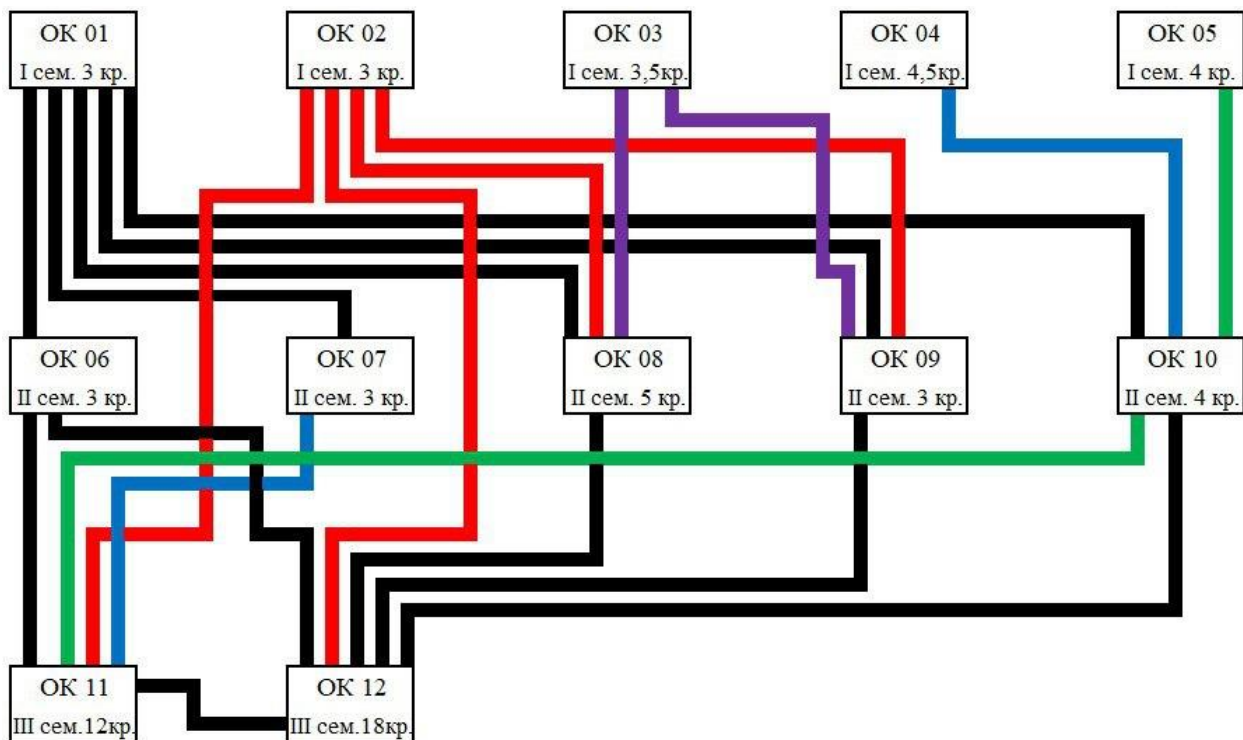 ОК 01
І сем. 3 кр.
ОК 02
І сем. 3 кр.
ОК 03
І сем. 3,5кр.
ОК 04
І сем. 4,5кр.
ОК 05
І сем. 4 кр.
ОК 06
ІІ сем. 3 кр.
ОК 07
ІІ сем. 3 кр.
ОК 08
ІІ сем. 5 кр.
ОК 09
ІІ сем. 3 кр.
ОК 10
ІІ сем. 4 кр.
ОК 11
ІІІ сем.12кр.
ОК 12
ІІІ сем.18кр.